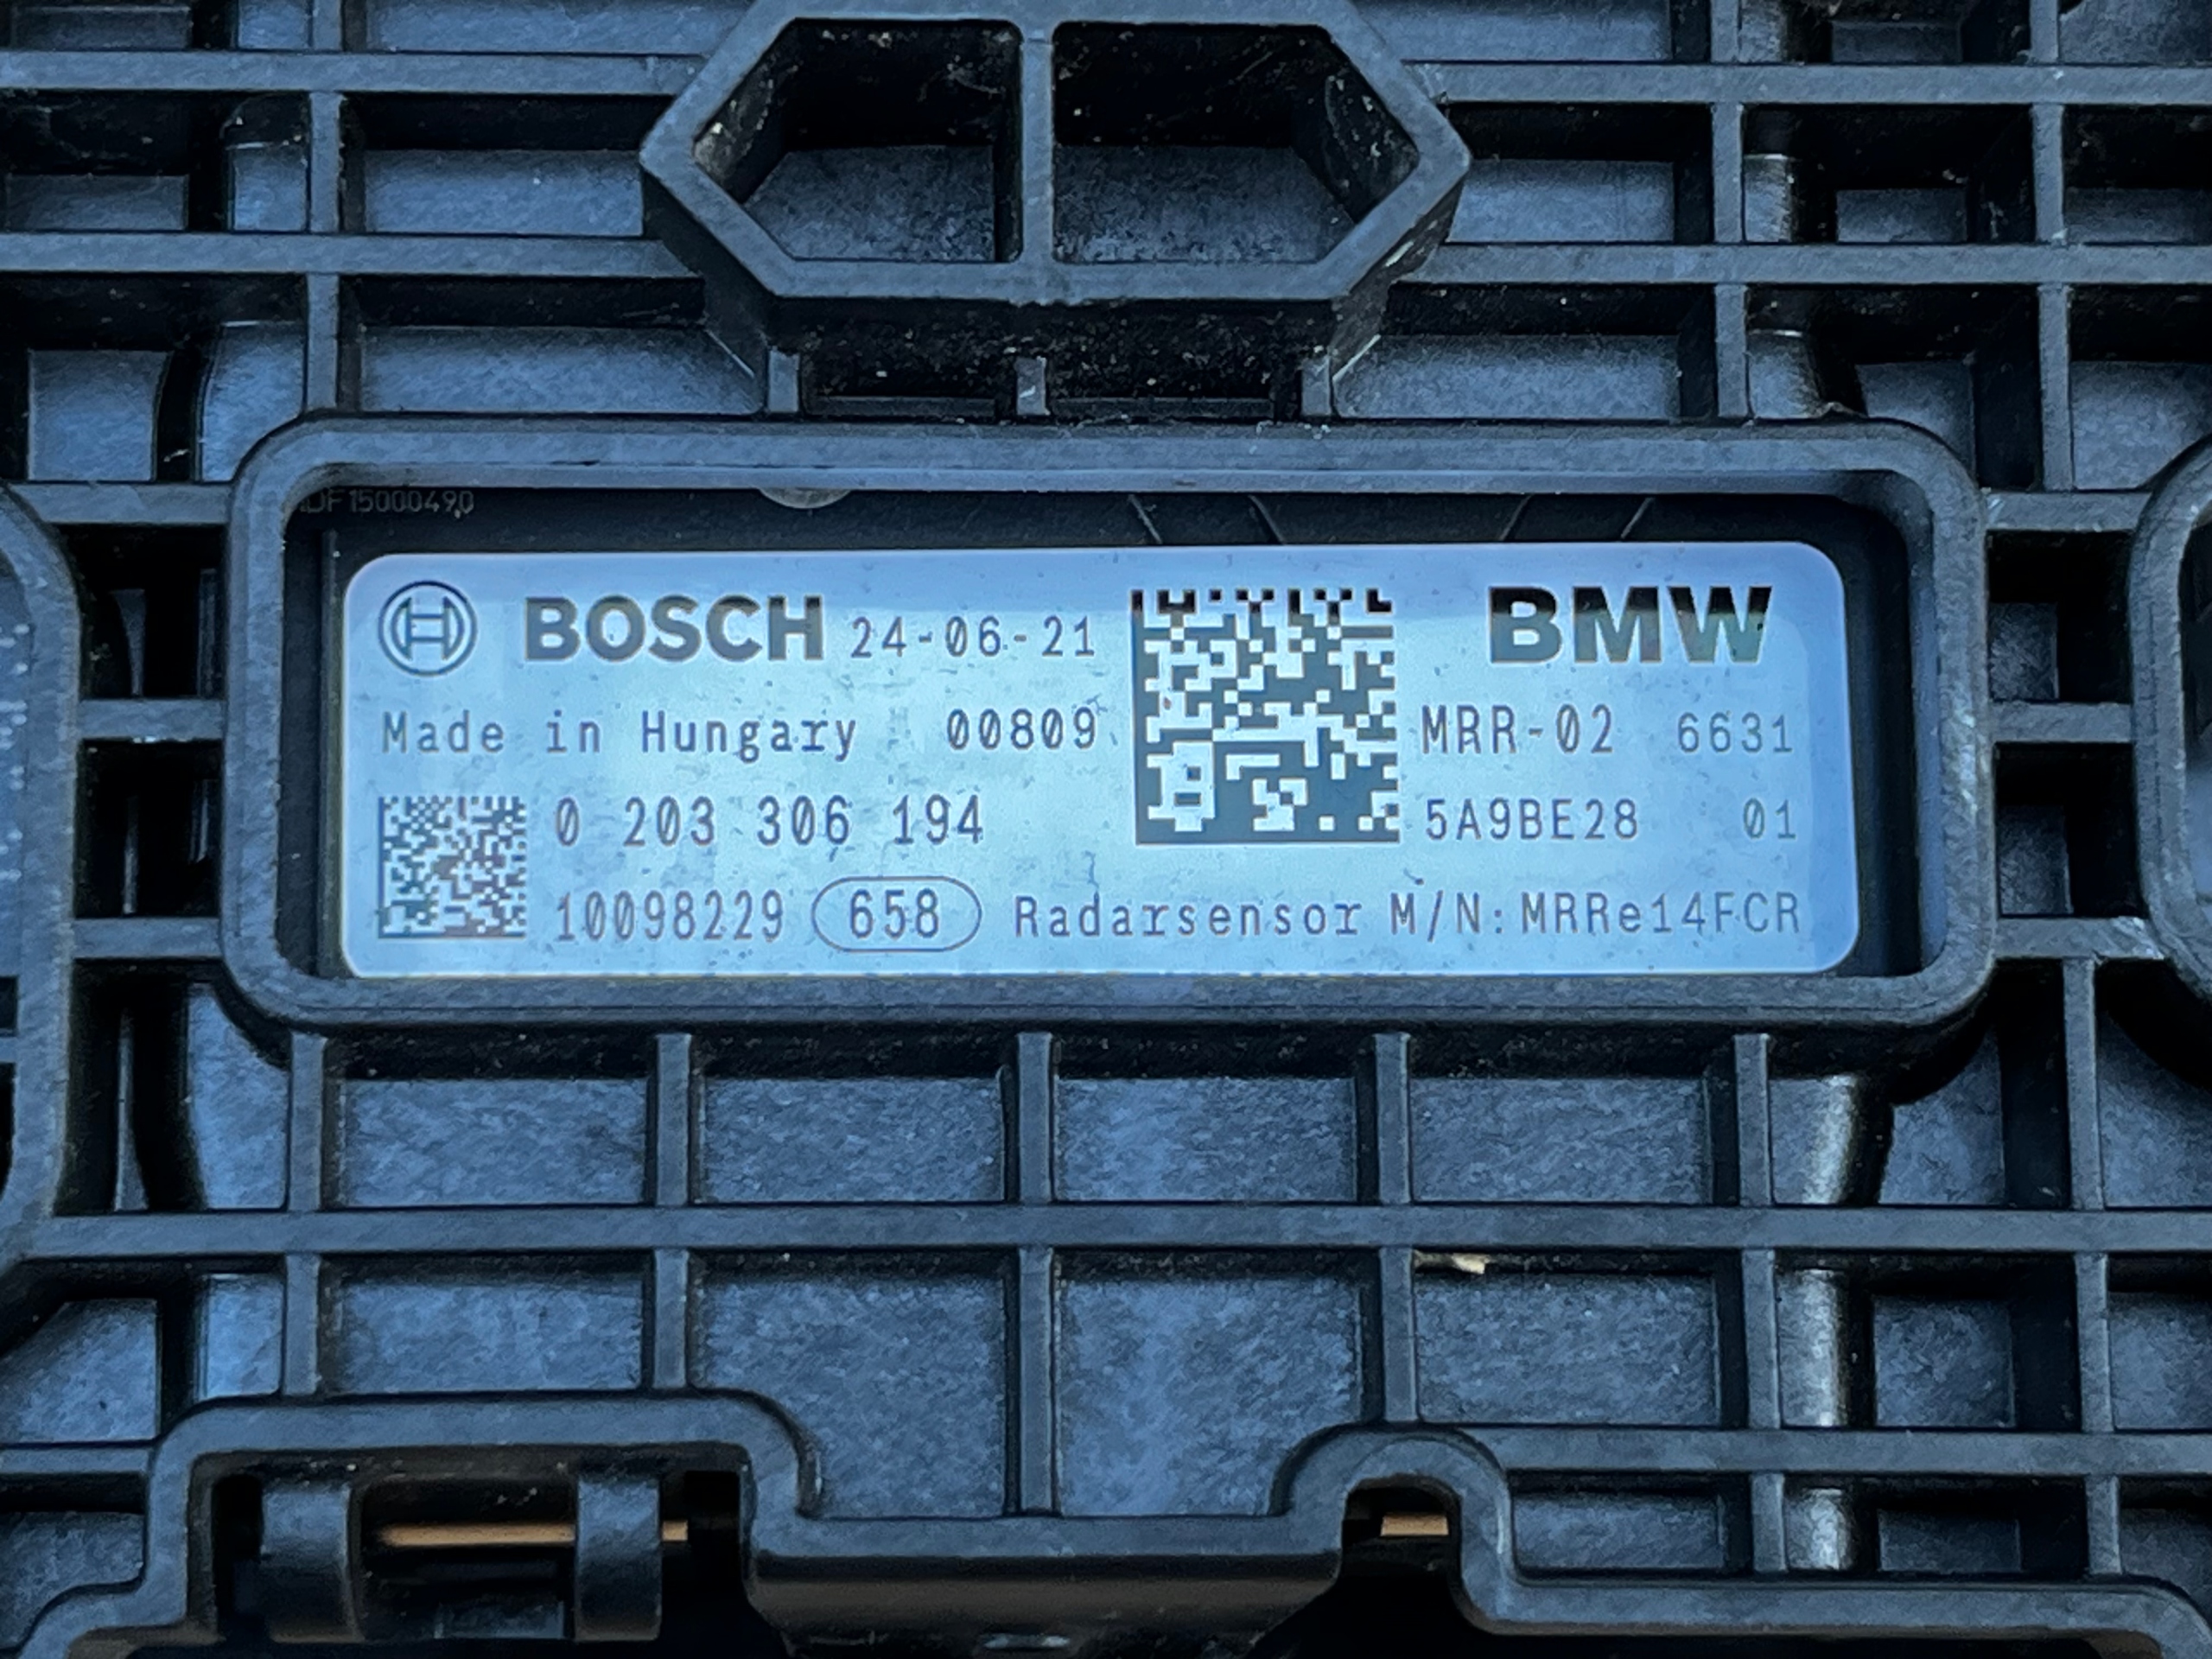 DF15000490
BOSCH 24-06-21
Made in Hungary 00809
0 203 306 194
10098229 658 Radarsensor M/N:MRRe14FCR
BMW
MRR-02 6631
5A9BE28 01